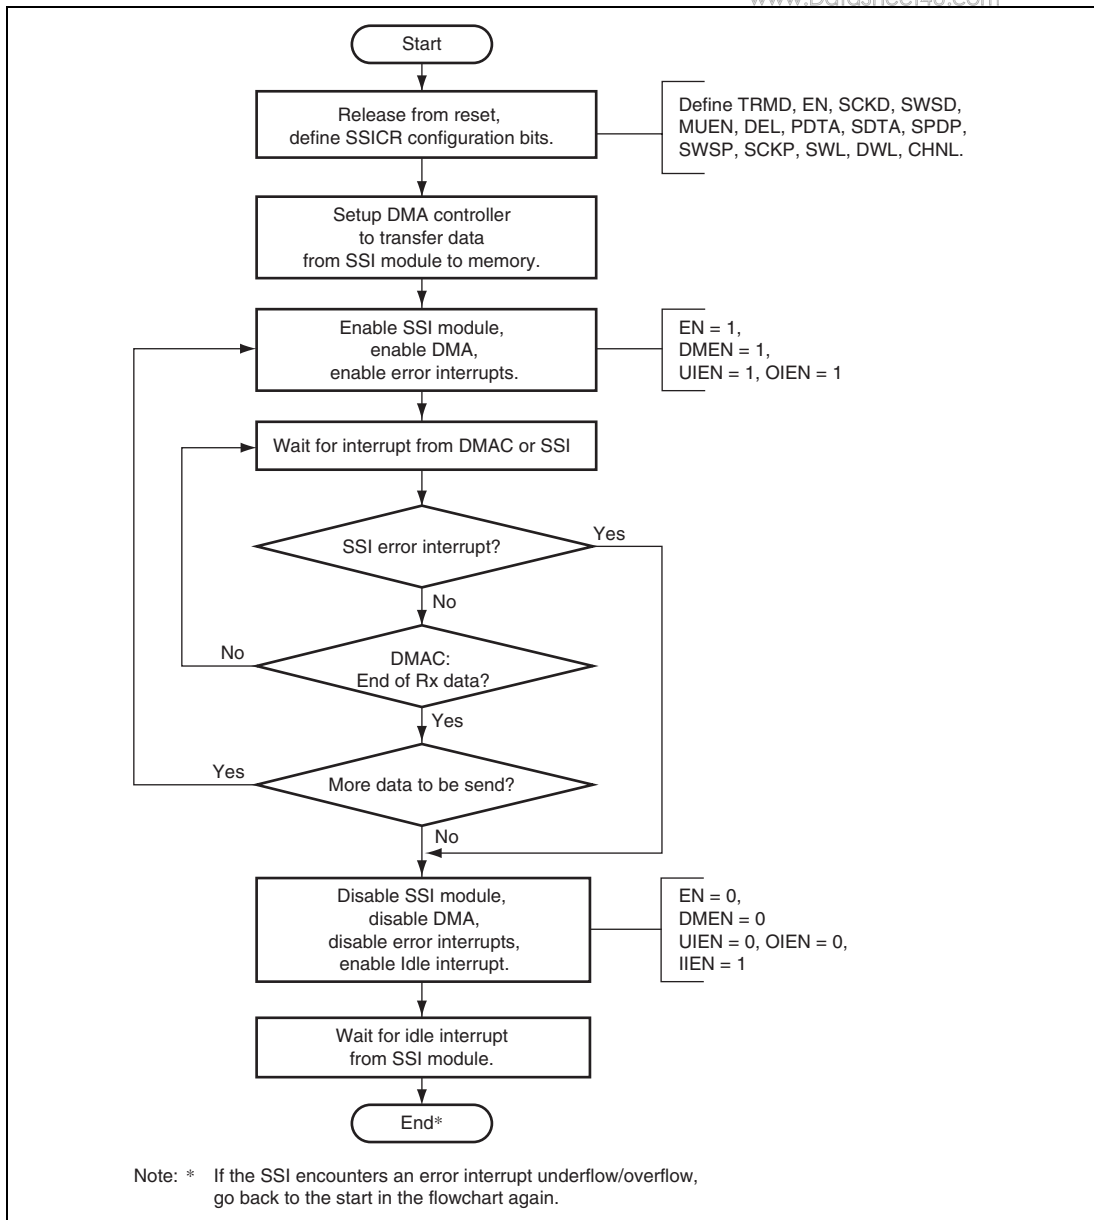 www.DataSheet4U.com
Start
Release from reset,
define SSICR configuration bits.
Define TRMD, EN, SCKD, SWSD,
MUEN, DEL, PDTA, SDTA, SPDP,
SWSP, SCKP, SWL, DWL, CHNL.
Setup DMA controller
to transfer data
from SSI module to memory.
Enable SSI module,
enable DMA,
enable error interrupts.
EN = 1,
DMEN = 1,
UIEN = 1, OIEN = 1
Wait for interrupt from DMAC or SSI
SSI error interrupt?
Yes
No
DMAC:
End of Rx data?
No
Yes
More data to be send?
Yes
No
Disable SSI module,
disable DMA,
disable error interrupts,
enable Idle interrupt.
EN = 0,
DMEN = 0
UIEN = 0, OIEN = 0,
IIEN = 1
Wait for idle interrupt
from SSI module.
End*
Note: * If the SSI encounters an error interrupt underflow/overflow,
go back to the start in the flowchart again.